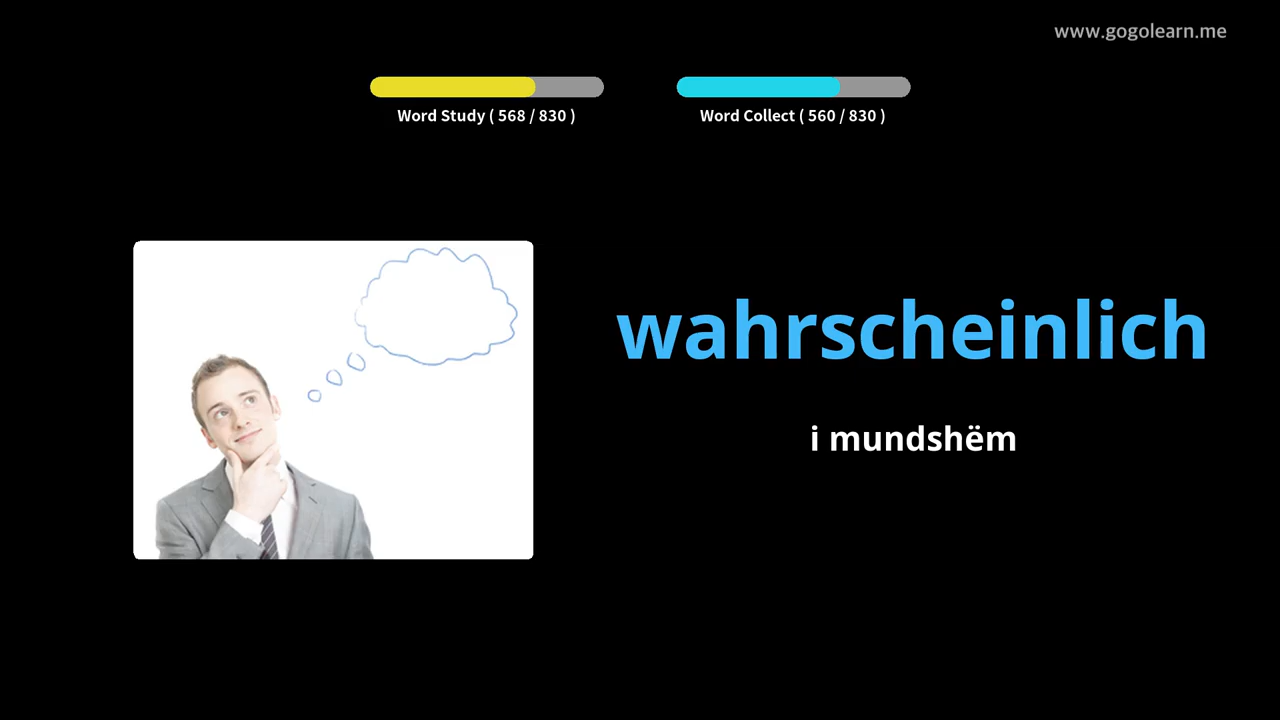 www.gogolearn.me
Word Study ( 568 / 830 )
Word Collect ( 560 / 830 )
wahrscheinlich
i mundshëm